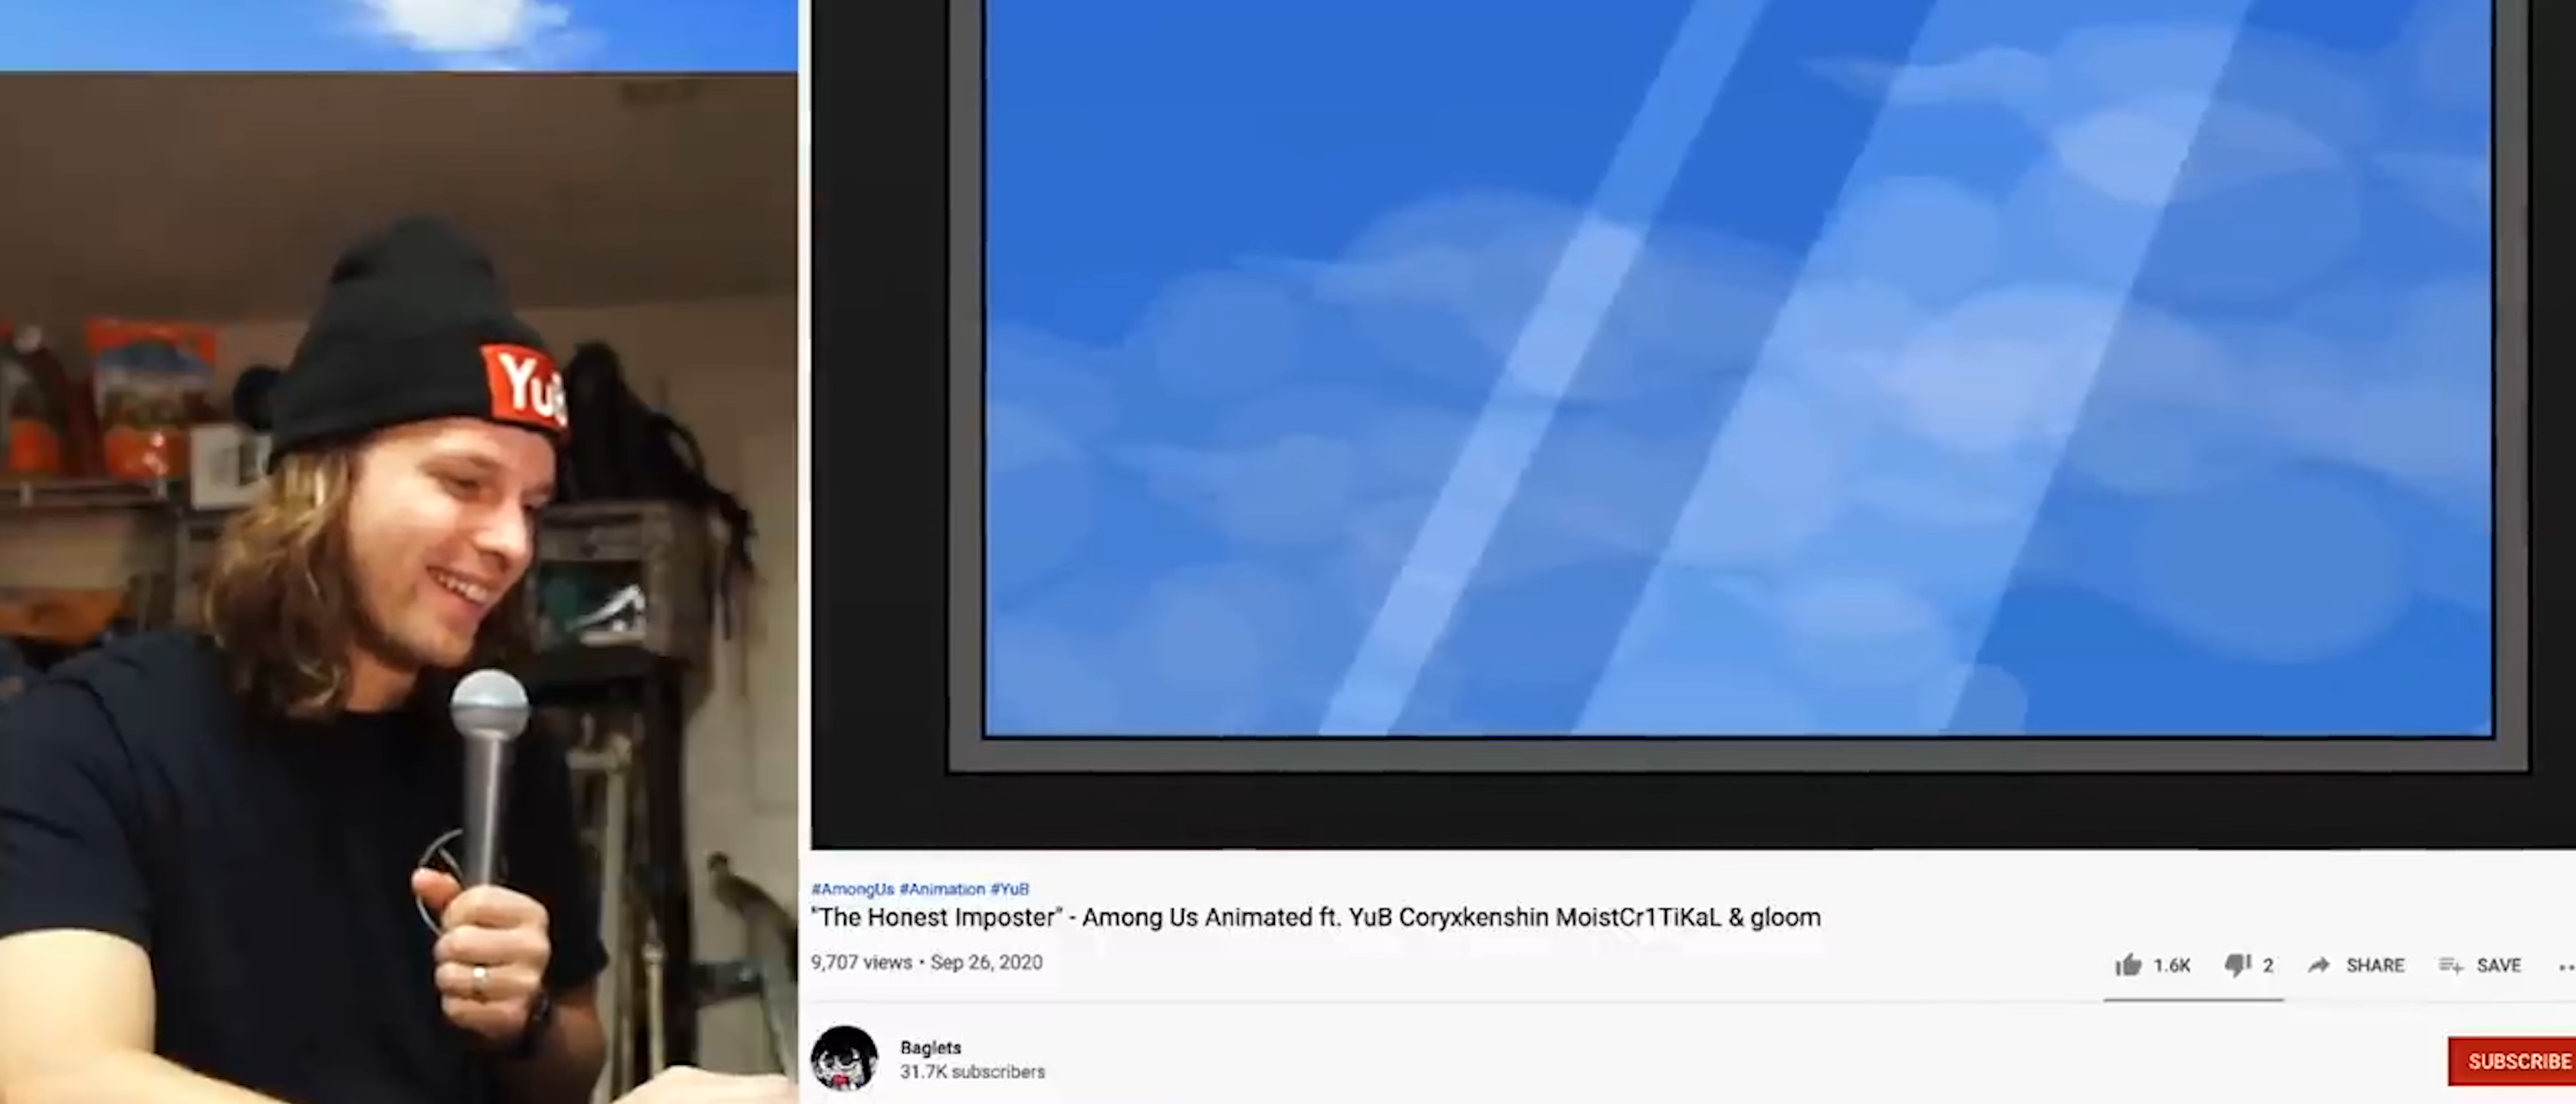 YuB
#AmongUs #Animation #YuB
"The Honest Imposter" - Among Us Animated ft. YuB Coryxkenshin MoistCr1TiKaL & gloom
9,707 views • Sep 26, 2020
1.6K
2
SHARE
SAVE
Baglets
31.7K subscribers
SUBSCRIBE